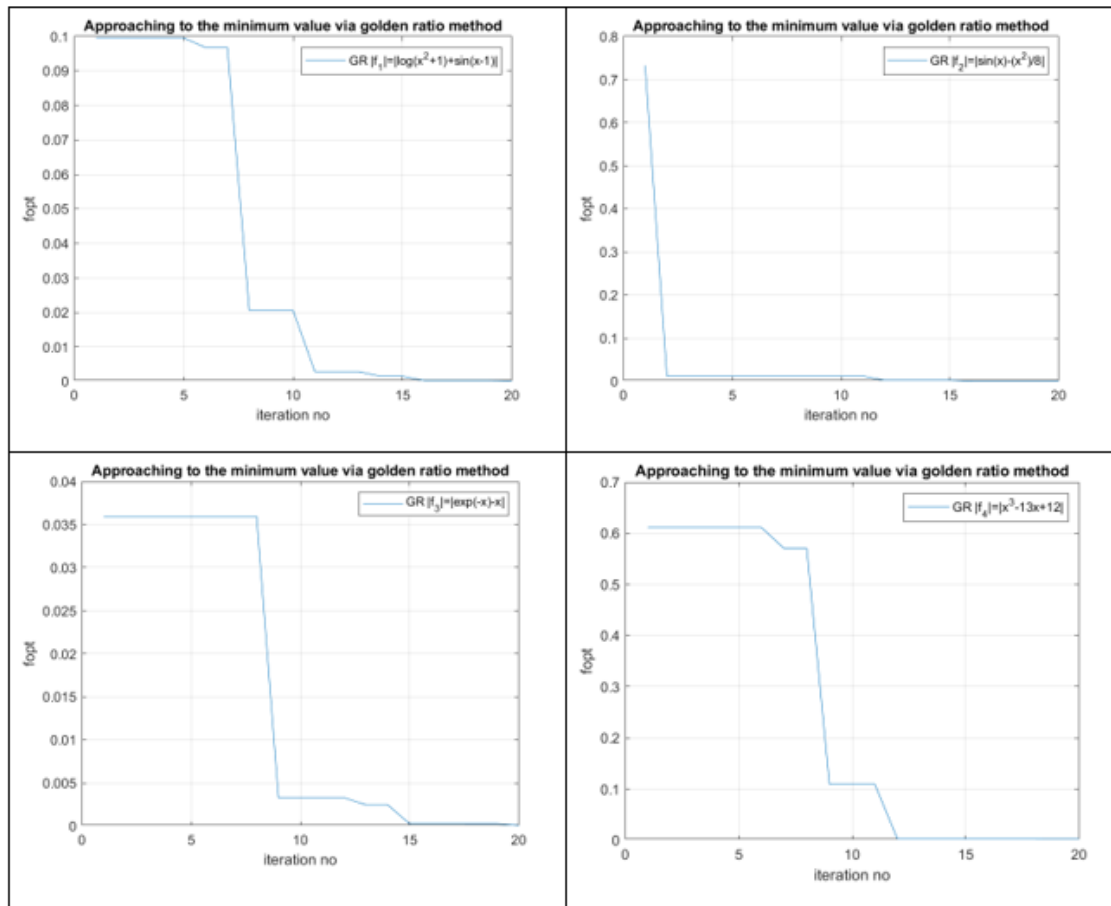 Approaching to the minimum value via golden ratio method
GR |f_1|=|log(x^2+1)+sin(x-1)|
0.1
0.09
0.08
0.07
0.06
0.05
0.04
0.03
0.02
0.01
0
fopt
0 5 10 15 20
iteration no
Approaching to the minimum value via golden ratio method
GR |f_2|=|sin(x)-(x^2)/8|
0.8
0.7
0.6
0.5
0.4
0.3
0.2
0.1
0
fopt
0 5 10 15 20
iteration no
Approaching to the minimum value via golden ratio method
GR |f_3|=|exp(-x)-x|
0.04
0.035
0.03
0.025
0.02
0.015
0.01
0.005
0
fopt
0 5 10 15 20
iteration no
Approaching to the minimum value via golden ratio method
GR |f_4|=|x^3-13x+12|
0.7
0.6
0.5
0.4
0.3
0.2
0.1
0
fopt
0 5 10 15 20
iteration no